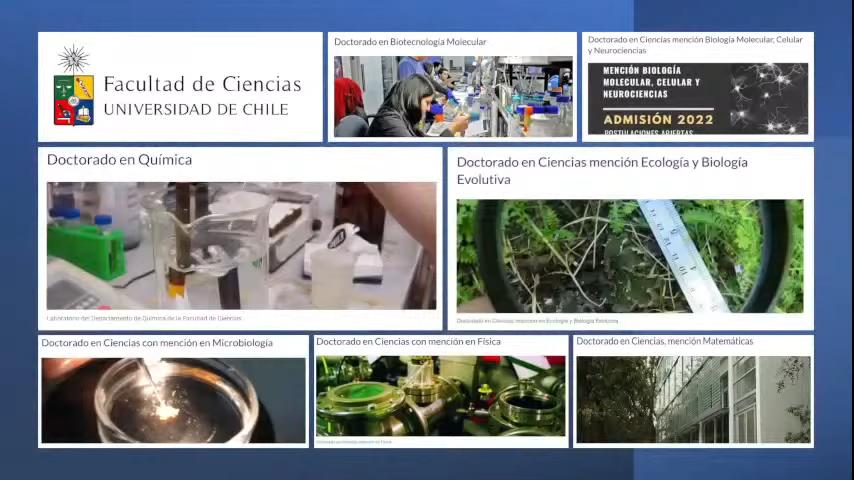 Facultad de Ciencias
UNIVERSIDAD DE CHILE
Doctorado en Biotecnología Molecular
Doctorado en Ciencias mención Biología Molecular, Celular
y Neurociencias
MENCIÓN BIOLOGÍA
MOLECULAR, CELULAR Y
NEUROCIENCIAS
ADMISIÓN 2022
POSTULACIONES ABIERTAS
Doctorado en Química
Laboratorio del Departamento de Química de la Facultad de Ciencias
Doctorado en Ciencias mención Ecología y Biología
Evolutiva
Doctorado en Ciencias mención en Ecología y Biología Evolutiva
Doctorado en Ciencias con mención en Microbiología
Doctorado en Ciencias con mención en Física
Doctorado en Ciencias, mención Matemáticas